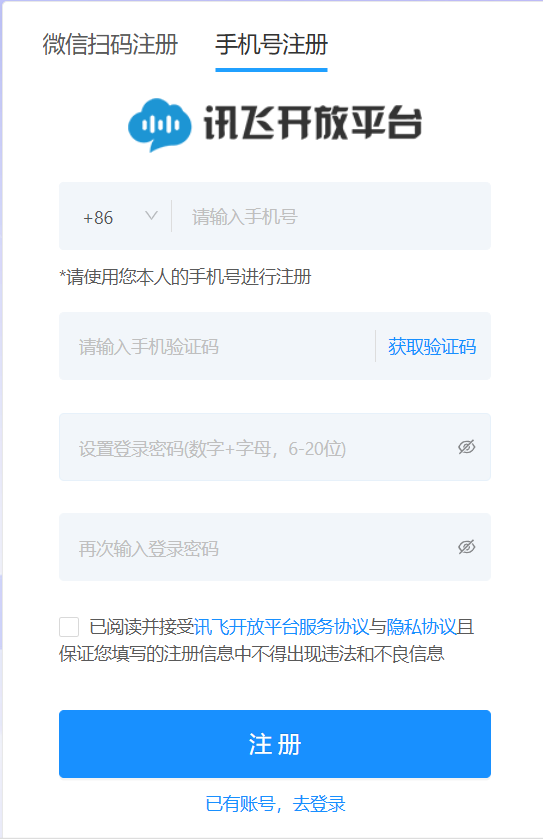 微信扫码注册 手机号注册
讯飞开放平台
+86 请输入手机号
*请使用您本人的手机号进行注册
请输入手机验证码 获取验证码
设置登录密码(数字+字母，6-20位)
再次输入登录密码
已阅读并接受讯飞开放平台服务协议与隐私协议且
保证您填写的注册信息中不得出现违法和不良信息
注 册
已有账号，去登录